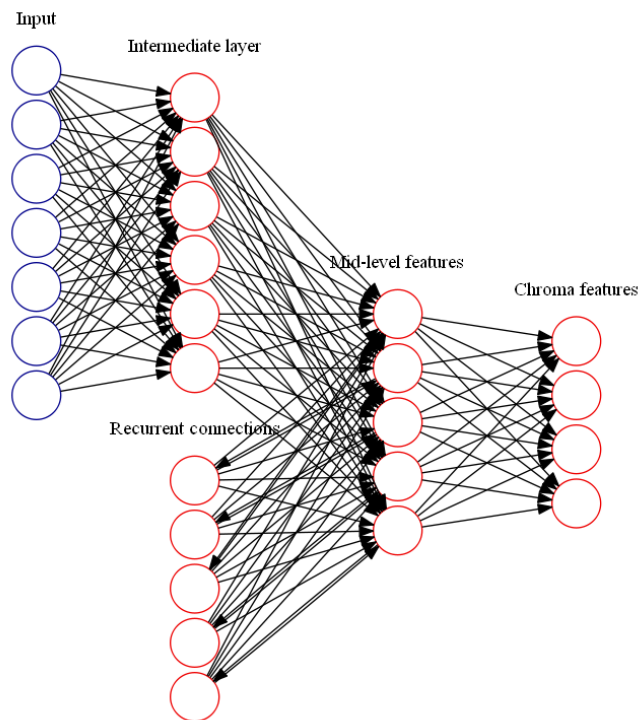 Input
Intermediate layer
Mid-level features
Chroma features
Recurrent connections